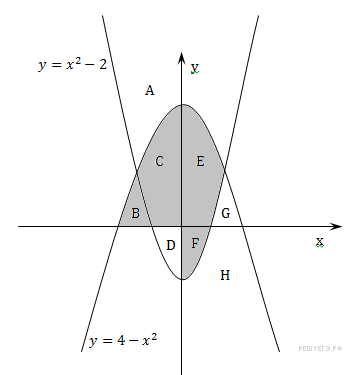 y
y = x² − 2
A
C E
B G
x
D F
H
y = 4 − x²
РЕШУЕГЭ.РФ